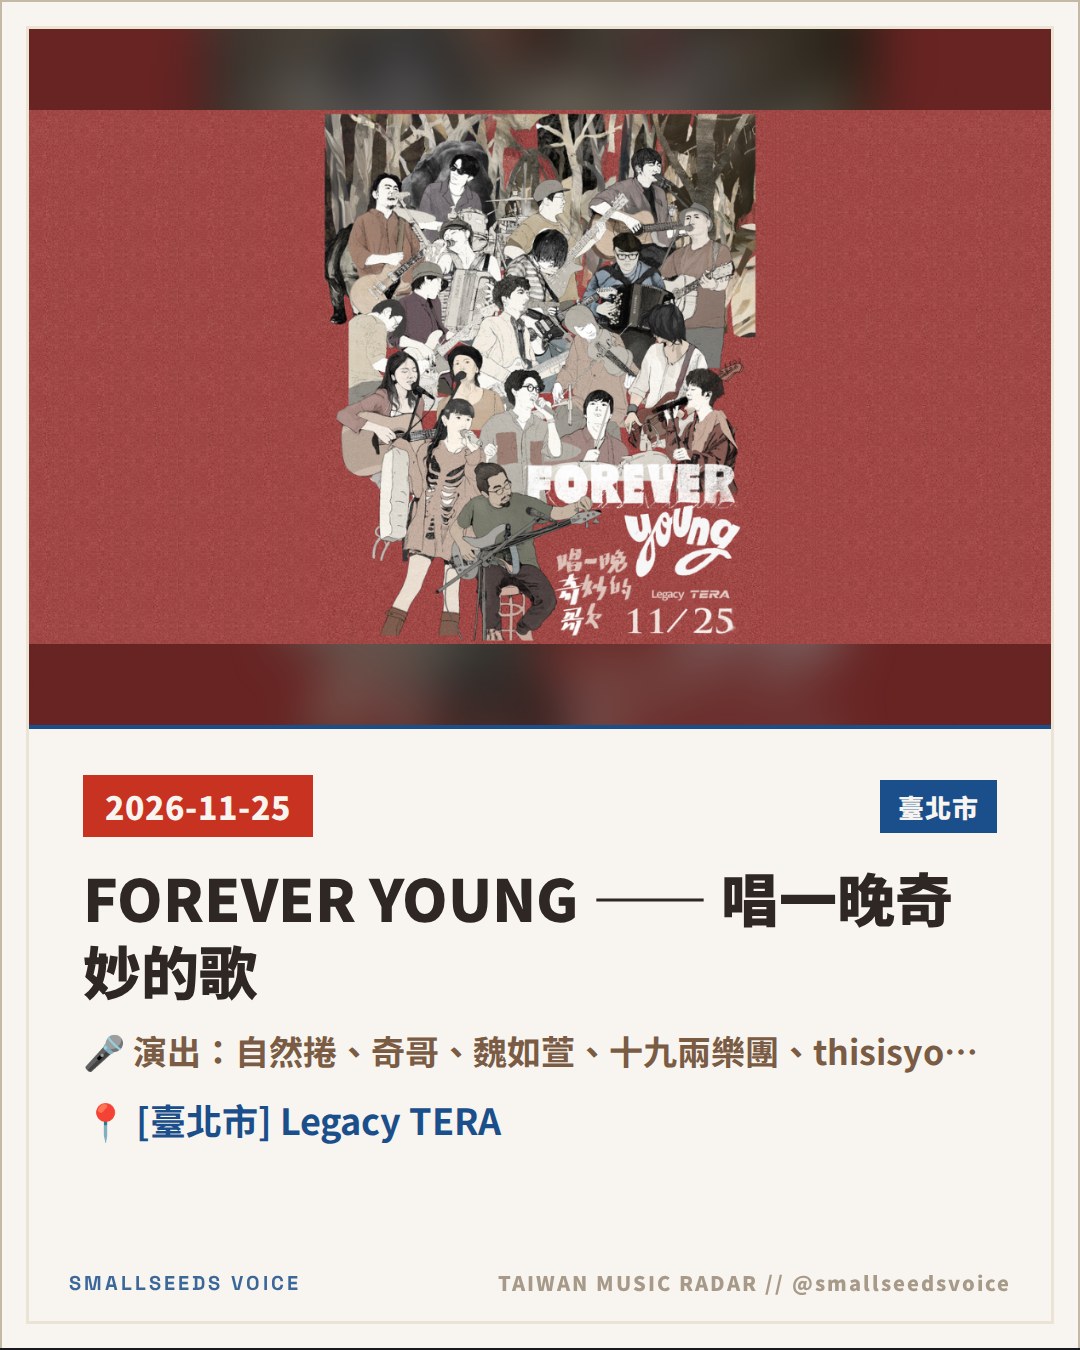 FOREVER
young
唱一晚
奇妙的
歌
Legacy TERA
11/25
2026-11-25
臺北市
FOREVER YOUNG —— 唱一晚奇
妙的歌
🎤 演出：自然捲、奇哥、魏如萱、十九兩樂團、thisisyo⋯
📍 [臺北市] Legacy TERA
SMALLSEEDS VOICE
TAIWAN MUSIC RADAR // @smallseedsvoice